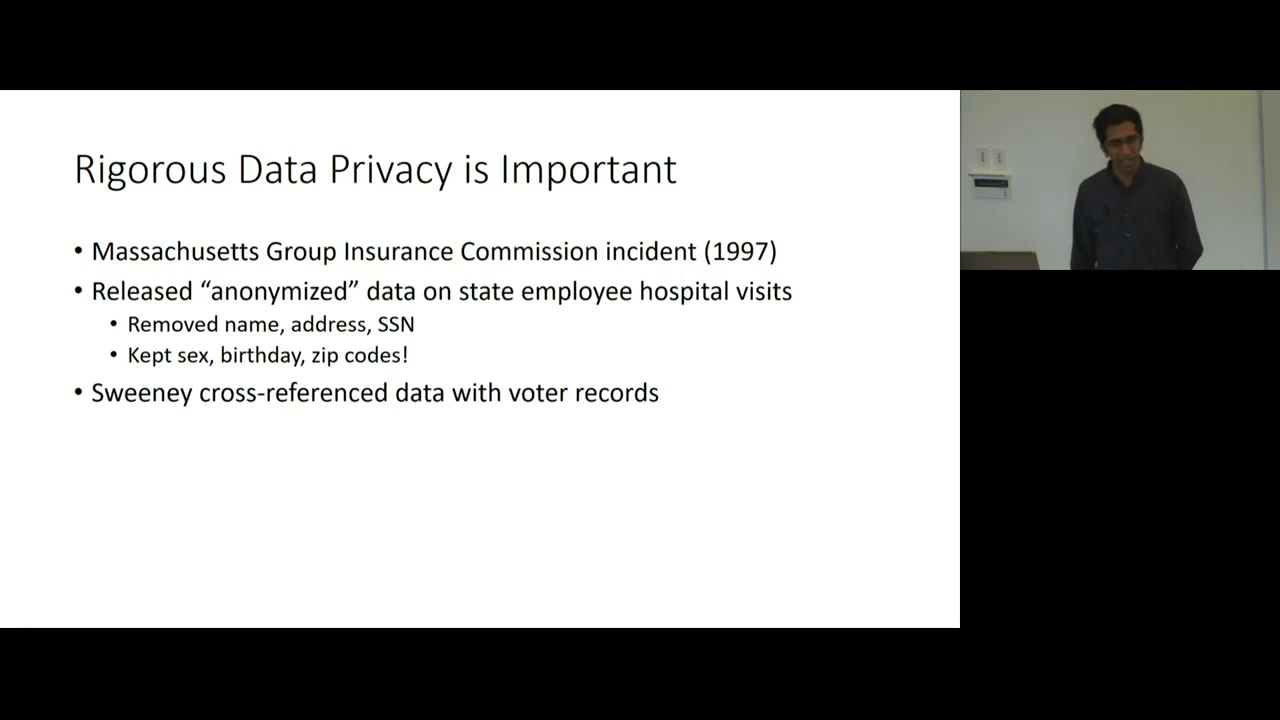 Rigorous Data Privacy is Important
• Massachusetts Group Insurance Commission incident (1997)
• Released “anonymized” data on state employee hospital visits
• Removed name, address, SSN
• Kept sex, birthday, zip codes!
• Sweeney cross-referenced data with voter records